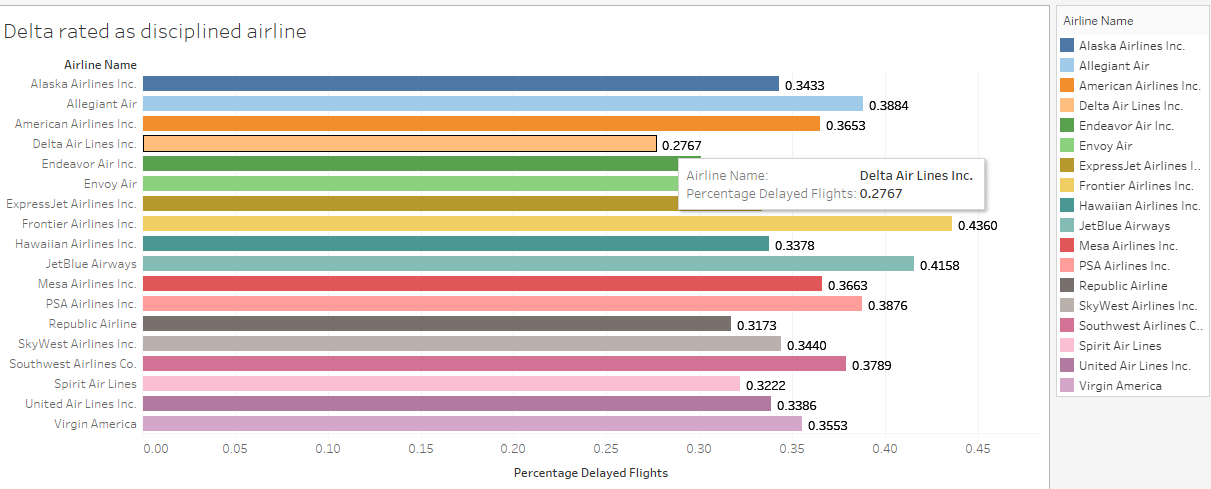 Delta rated as disciplined airline
Airline Name
Alaska Airlines Inc. 0.3433
Allegiant Air 0.3884
American Airlines Inc. 0.3653
Delta Air Lines Inc. 0.2767
Endeavor Air Inc.
Envoy Air
ExpressJet Airlines Inc.
Frontier Airlines Inc. 0.4360
Hawaiian Airlines Inc. 0.3378
JetBlue Airways 0.4158
Mesa Airlines Inc. 0.3663
PSA Airlines Inc. 0.3876
Republic Airline 0.3173
SkyWest Airlines Inc. 0.3440
Southwest Airlines Co. 0.3789
Spirit Air Lines 0.3222
United Air Lines Inc. 0.3386
Virgin America 0.3553
Airline Name: Delta Air Lines Inc.
Percentage Delayed Flights: 0.2767
0.00 0.05 0.10 0.15 0.20 0.25 0.30 0.35 0.40 0.45
Percentage Delayed Flights
Airline Name
Alaska Airlines Inc.
Allegiant Air
American Airlines Inc.
Delta Air Lines Inc.
Endeavor Air Inc.
Envoy Air
ExpressJet Airlines I..
Frontier Airlines Inc.
Hawaiian Airlines Inc.
JetBlue Airways
Mesa Airlines Inc.
PSA Airlines Inc.
Republic Airline
SkyWest Airlines Inc.
Southwest Airlines C..
Spirit Air Lines
United Air Lines Inc.
Virgin America